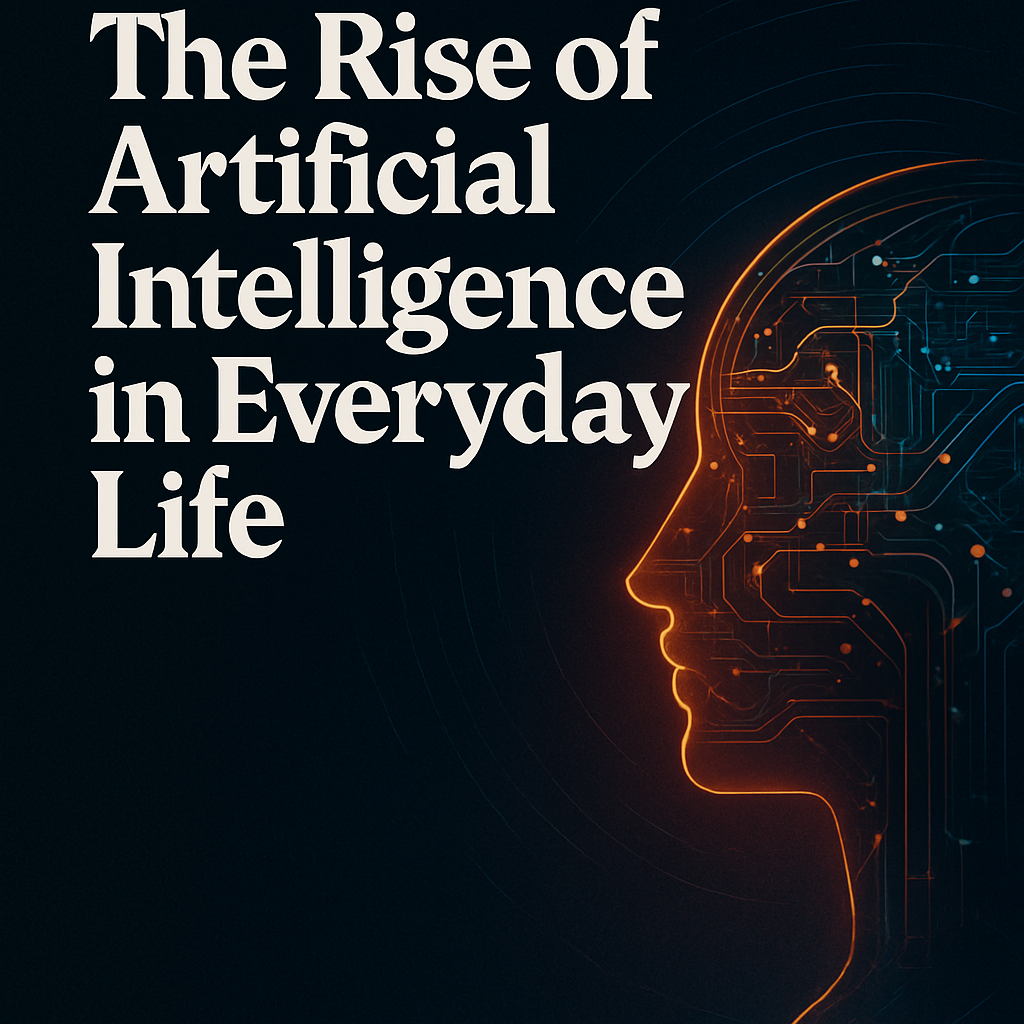 The Rise of
Artificial
Intelligence
in Everyday
Life